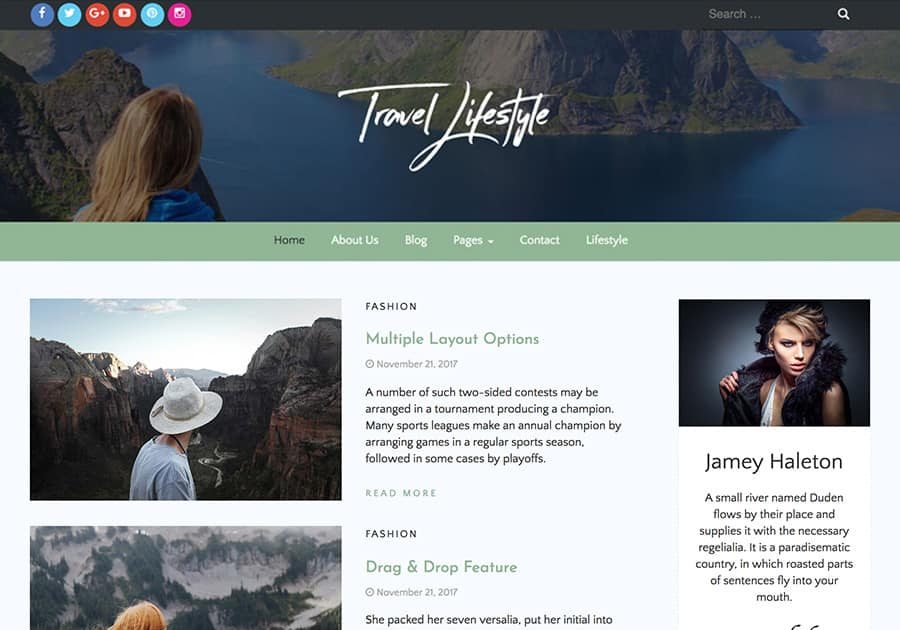 Search ...
Travel Lifestyle
Home About Us Blog Pages Contact Lifestyle
FASHION
Multiple Layout Options
November 21, 2017
A number of such two-sided contests may be
arranged in a tournament producing a champion.
Many sports leagues make an annual champion by
arranging games in a regular sports season,
followed in some cases by playoffs.
READ MORE
FASHION
Drag & Drop Feature
November 21, 2017
She packed her seven versalia, put her initial into
Jamey Haleton
A small river named Duden
flows by their place and
supplies it with the necessary
regelialia. It is a paradisematic
country, in which roasted parts
of sentences fly into your
mouth.